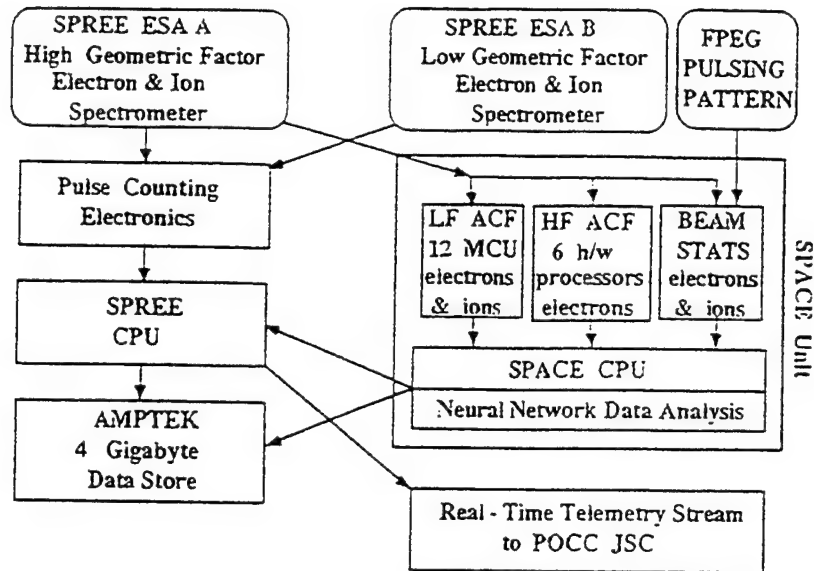 SPREE ESA A
High Geometric Factor
Electron & Ion
Spectrometer
SPREE ESA B
Low Geometric Factor
Electron & Ion
Spectrometer
FPEG
PULSING
PATTERN
Pulse Counting
Electronics
LF ACF
12 MCU
electrons
& ions
HF ACF
6 h/w
processors
electrons
BEAM
STATS
electrons
& ions
SPACE Unit
SPREE
CPU
SPACE CPU
Neural Network Data Analysis
AMPTEK
4 Gigabyte
Data Store
Real - Time Telemetry Stream
to POCC JSC